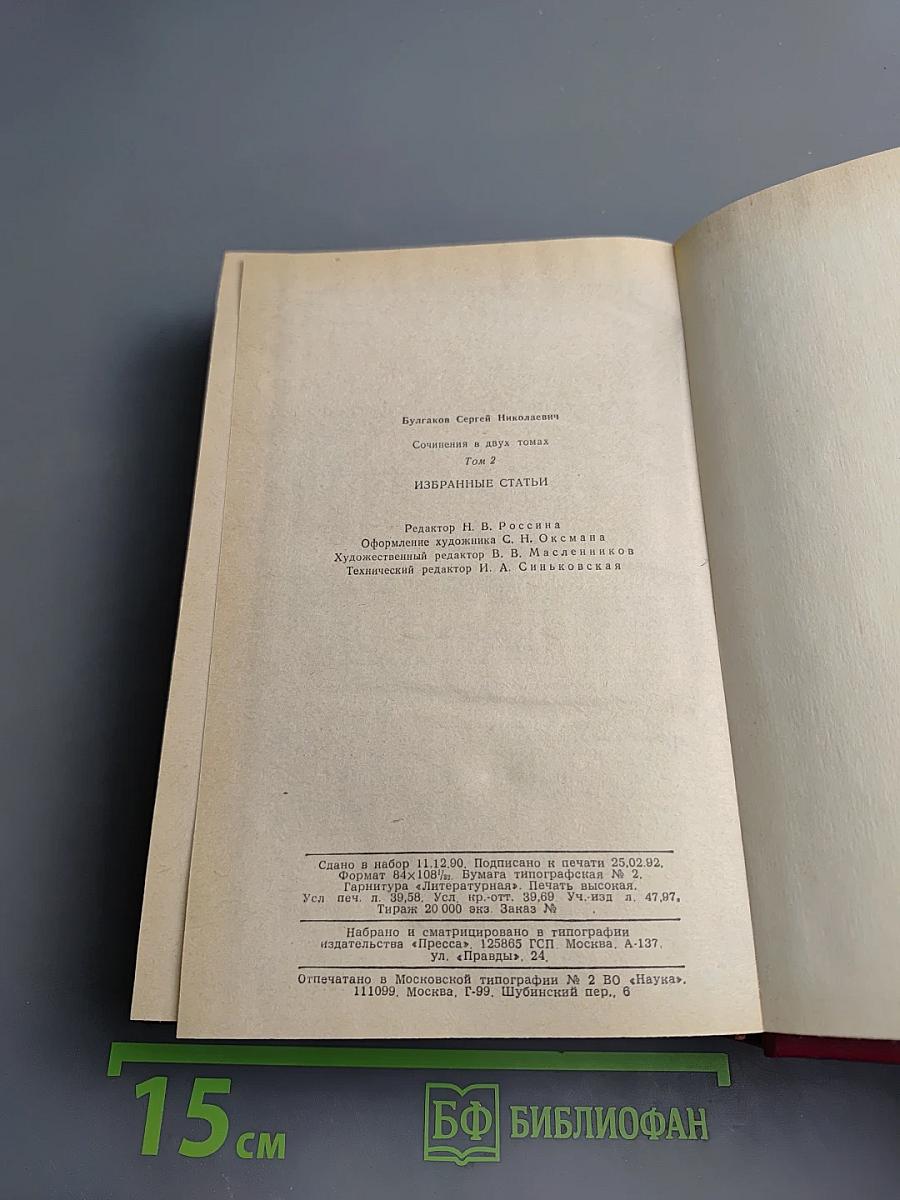 Булгаков Сергей Николаевич
Сочинения в двух томах
Том 2
ИЗБРАННЫЕ СТАТЬИ
Редактор Н. В. Россина
Оформление художника С. Н. Оксмана
Художественный редактор В. В. Масленников
Технический редактор И. А. Синьковская
Сдано в набор 11.12.90. Подписано к печати 25.02.92.
Формат 84×108¹/₃₂. Бумага типографская № 2.
Гарнитура «Литературная». Печать высокая.
Усл печ. л. 39,58. Усл. кр.-отт. 39,69 Уч.-изд л. 47,97.
Тираж 20 000 экз. Заказ № .
Набрано и сматрицировано в типографии
издательства «Пресса». 125865 ГСП. Москва. А-137.
ул. «Правды». 24.
Отпечатано в Московской типографии № 2 ВО «Наука».
111099. Москва, Г-99. Шубинский пер., 6
15 см
БФ БИБЛИОФАН